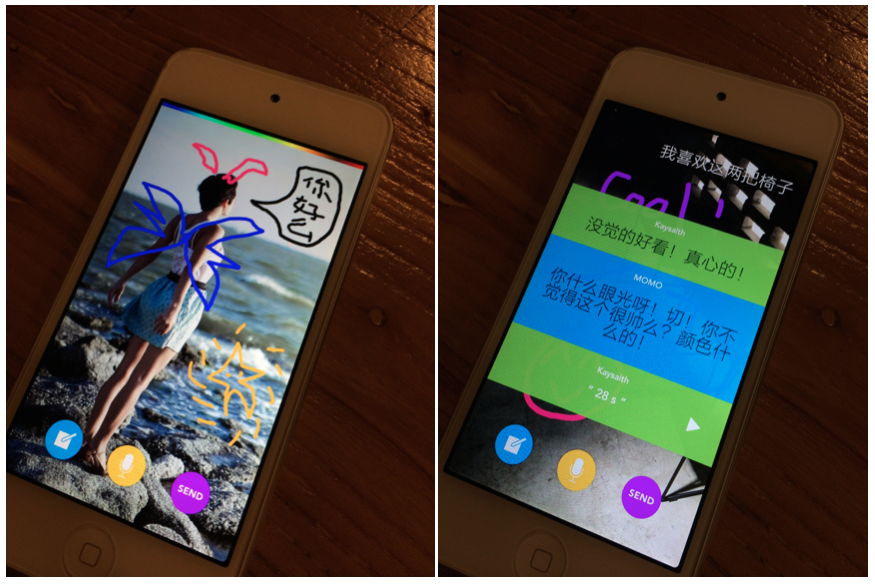 你
好
SEND
我喜欢这两把椅子
Kaysaith
没觉的好看！真心的！
MOMO
你什么眼光呀！切！你不
觉得这个很帅么？颜色什
么的！
Kaysaith
" 28 s "
SEND